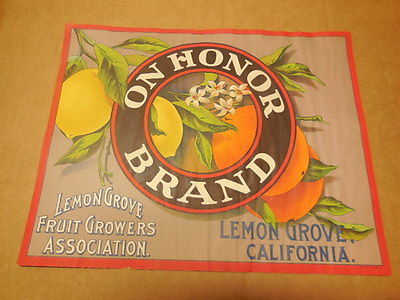 ON HONOR
BRAND
LEMON GROVE
FRUIT GROWERS
ASSOCIATION.
LEMON GROVE,
CALIFORNIA.